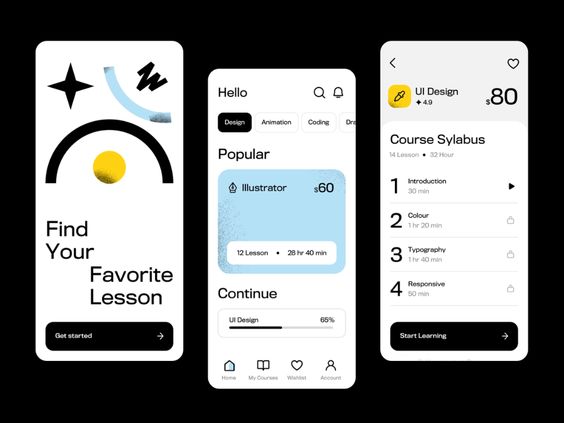 Find
Your
Favorite
Lesson
Get started
Hello
Design
Animation
Coding
Dra
Popular
Illustrator
$60
12 Lesson • 28 hr 40 min
Continue
UI Design 65%
Home
My Courses
Wishlist
Account
UI Design
4.9
$80
Course Syllabus
14 Lesson • 32 Hour
1 Introduction
30 min
2 Colour
1 hr 20 min
3 Typography
1 hr 40 min
4 Responsive
50 min
Start Learning